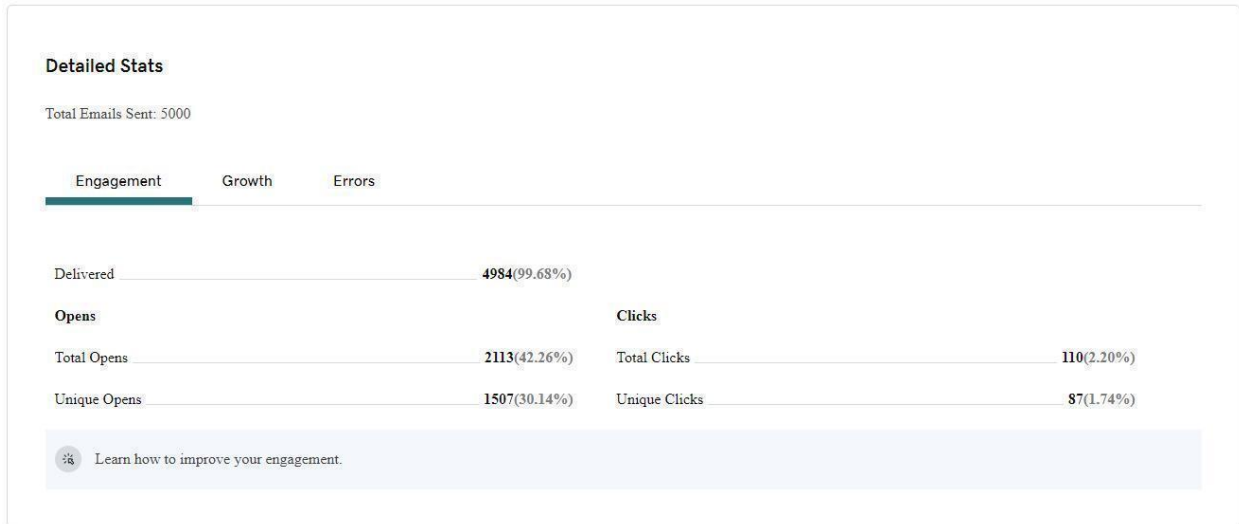 Detailed Stats
Total Emails Sent: 5000
Engagement Growth Errors
Delivered 4984(99.68%)
Opens Clicks
Total Opens 2113(42.26%) Total Clicks 110(2.20%)
Unique Opens 1507(30.14%) Unique Clicks 87(1.74%)
Learn how to improve your engagement.